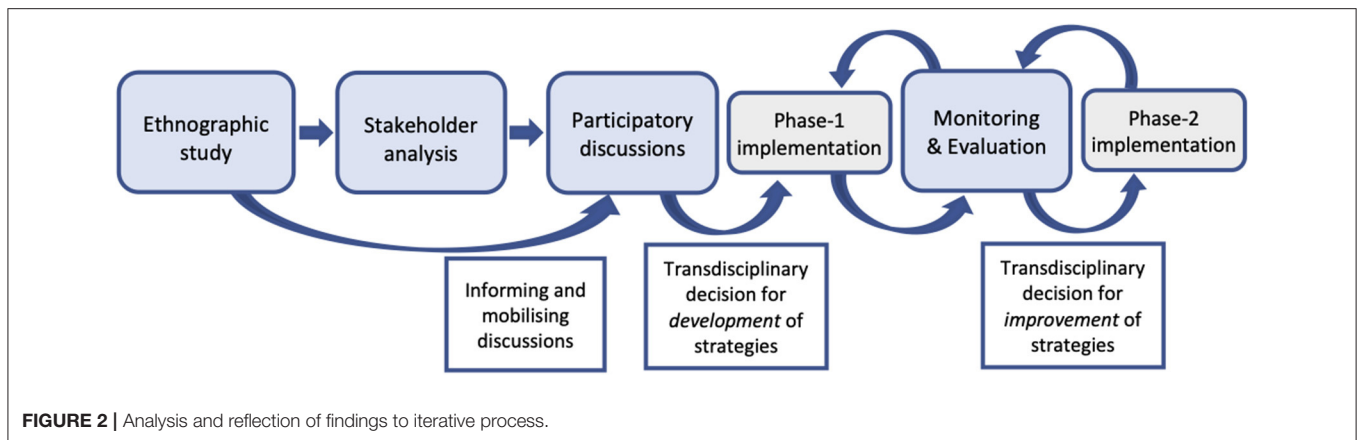 Ethnographic
study
Stakeholder
analysis
Participatory
discussions
Phase-1
implementation
Monitoring
& Evaluation
Phase-2
implementation
Informing and
mobilising
discussions
Transdisciplinary
decision for
development of
strategies
Transdisciplinary
decision for
improvement of
strategies
FIGURE 2 | Analysis and reflection of findings to iterative process.